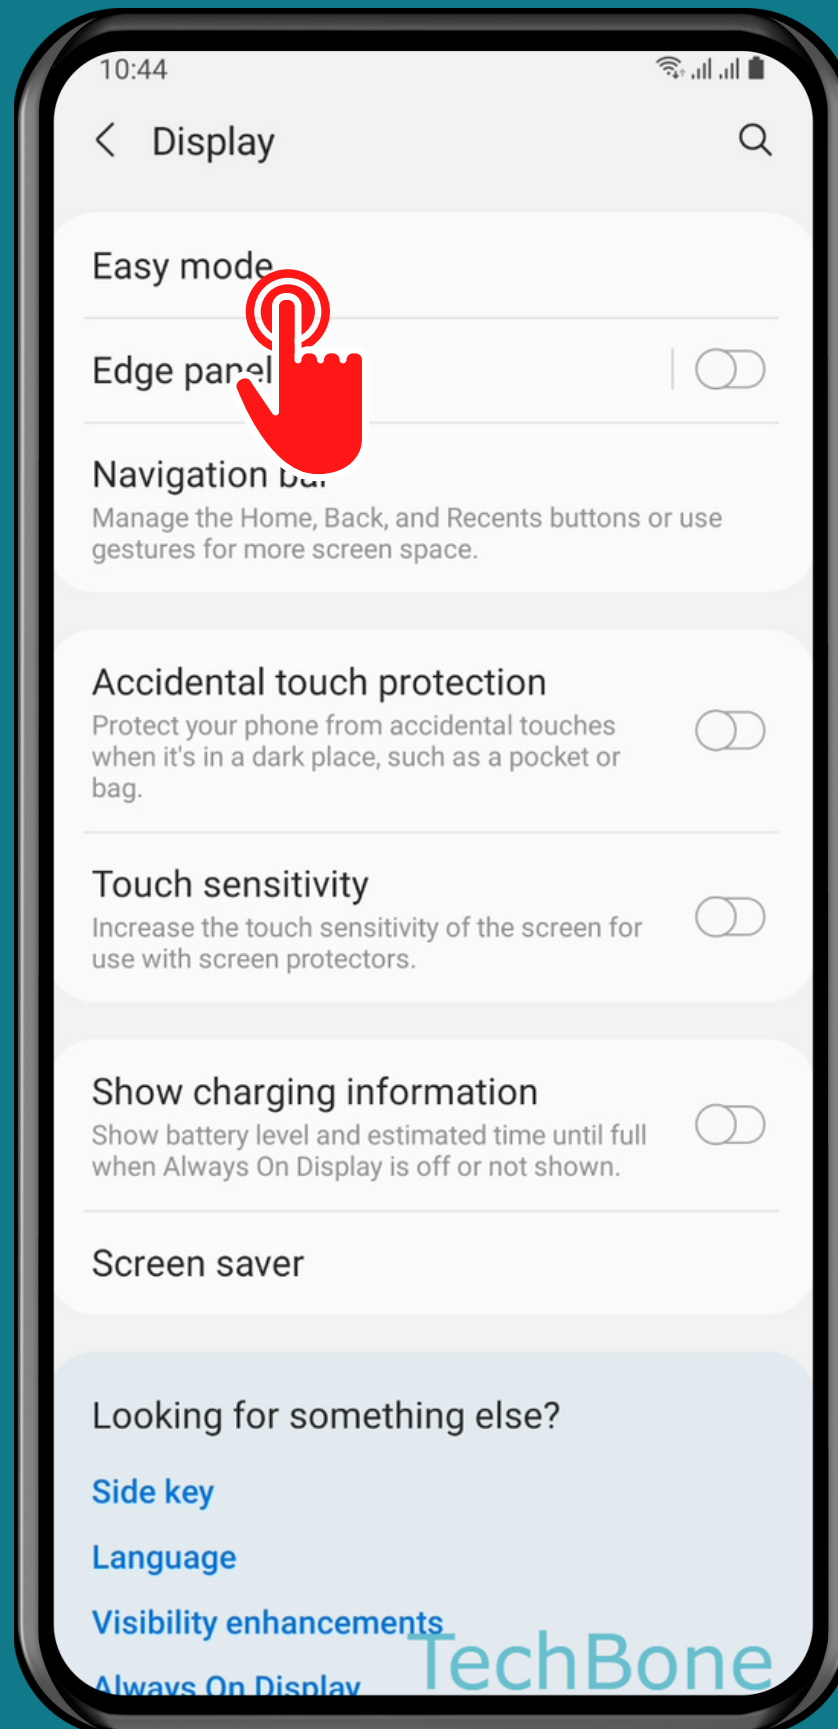 10:44
Display
Easy mode
Edge panel
Navigation bar
Manage the Home, Back, and Recents buttons or use
gestures for more screen space.
Accidental touch protection
Protect your phone from accidental touches
when it's in a dark place, such as a pocket or
bag.
Touch sensitivity
Increase the touch sensitivity of the screen for
use with screen protectors.
Show charging information
Show battery level and estimated time until full
when Always On Display is off or not shown.
Screen saver
Looking for something else?
Side key
Language
Visibility enhancements
Always On Display
TechBone